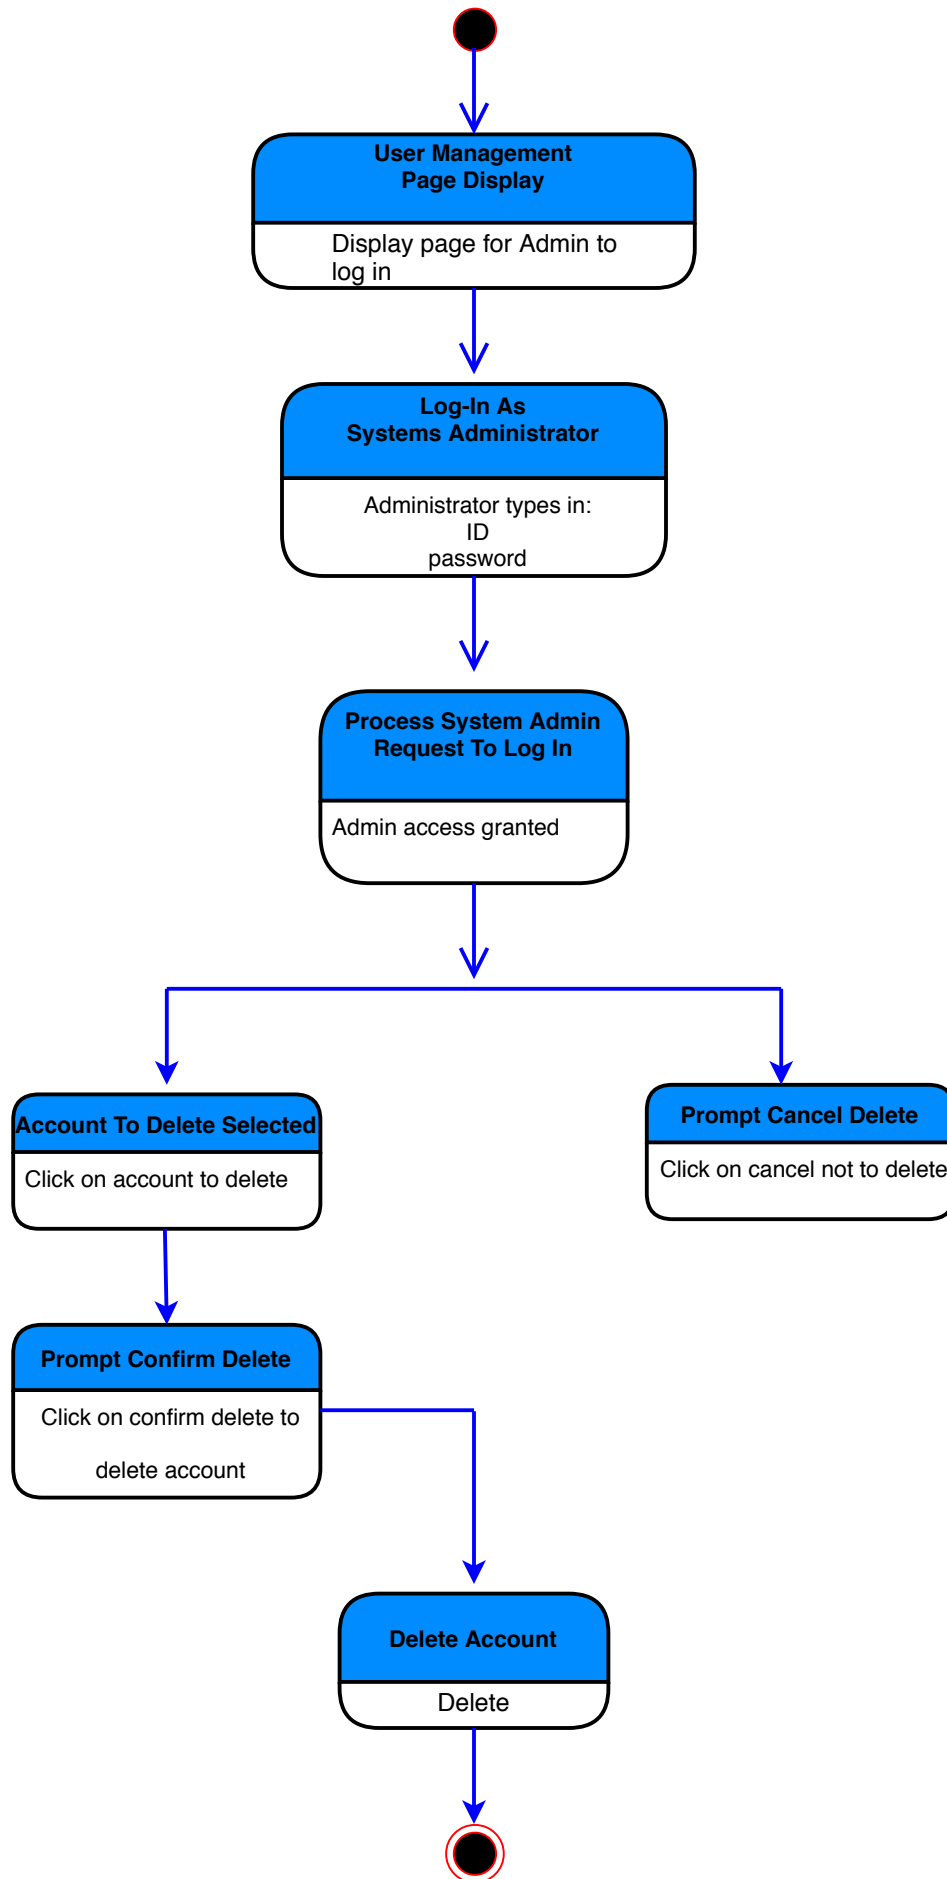 User Management
Page Display
Display page for Admin to
log in
Log-In As
Systems Administrator
Administrator types in:
ID
password
Process System Admin
Request To Log In
Admin access granted
Account To Delete Selected
Click on account to delete
Prompt Cancel Delete
Click on cancel not to delete
Prompt Confirm Delete
Click on confirm delete to
delete account
Delete Account
Delete